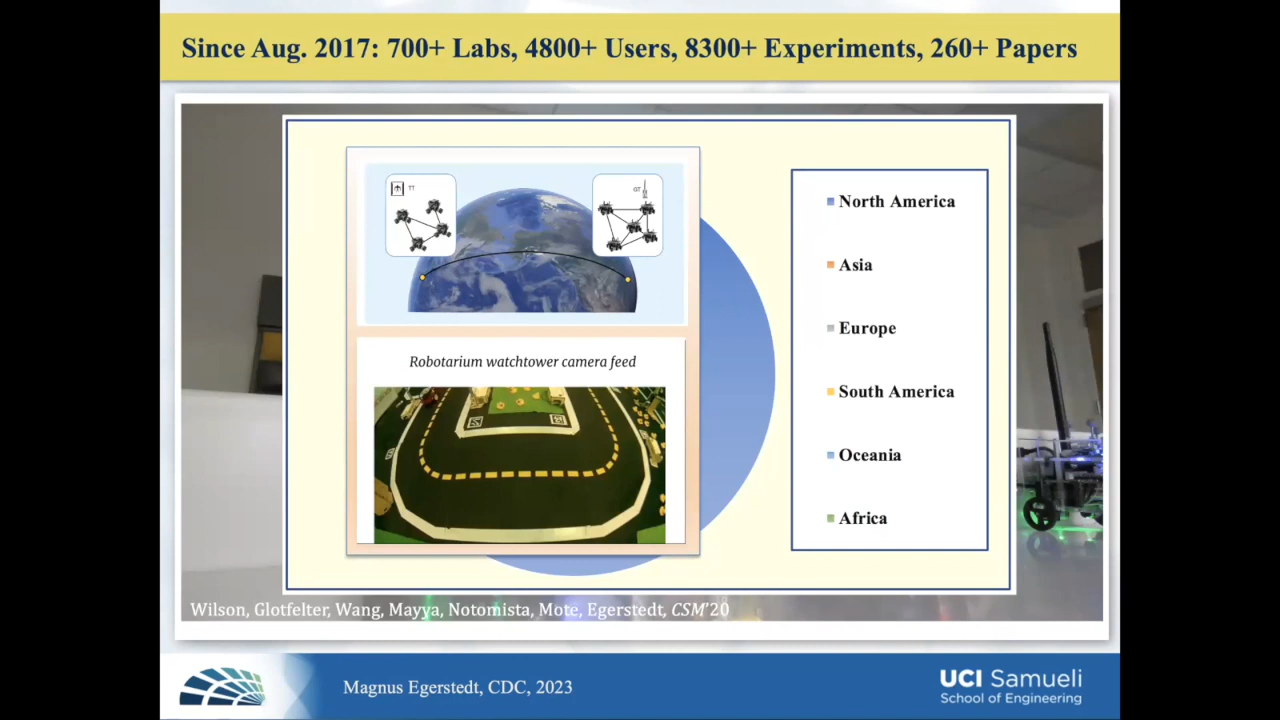 Since Aug. 2017: 700+ Labs, 4800+ Users, 8300+ Experiments, 260+ Papers
TT
GT
Robotarium watchtower camera feed
North America
Asia
Europe
South America
Oceania
Africa
Wilson, Glotfelter, Wang, Mayya, Notomista, Mote, Egerstedt, CSM'20
Magnus Egerstedt, CDC, 2023
UCI Samueli
School of Engineering